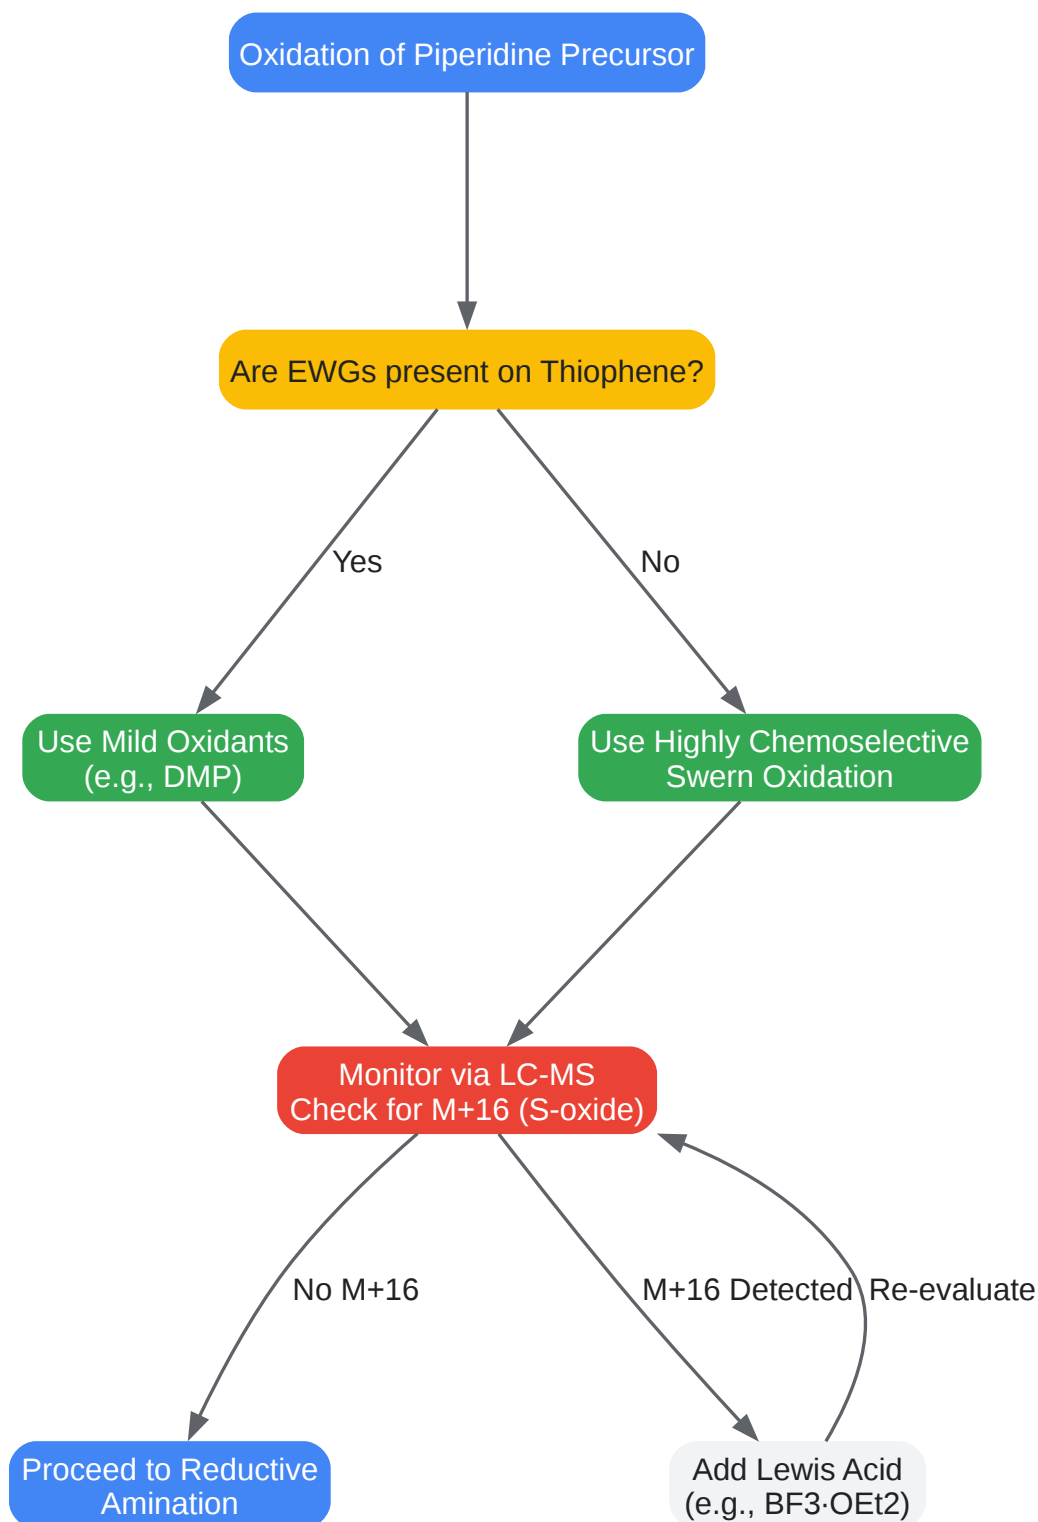 Oxidation of Piperidine Precursor
Are EWGs present on Thiophene?
Yes
No
Use Mild Oxidants
(e.g., DMP)
Use Highly Chemoselective
Swern Oxidation
Monitor via LC-MS
Check for M+16 (S-oxide)
No M+16
M+16 Detected
Re-evaluate
Proceed to Reductive
Amination
Add Lewis Acid
(e.g., BF3·OEt2)